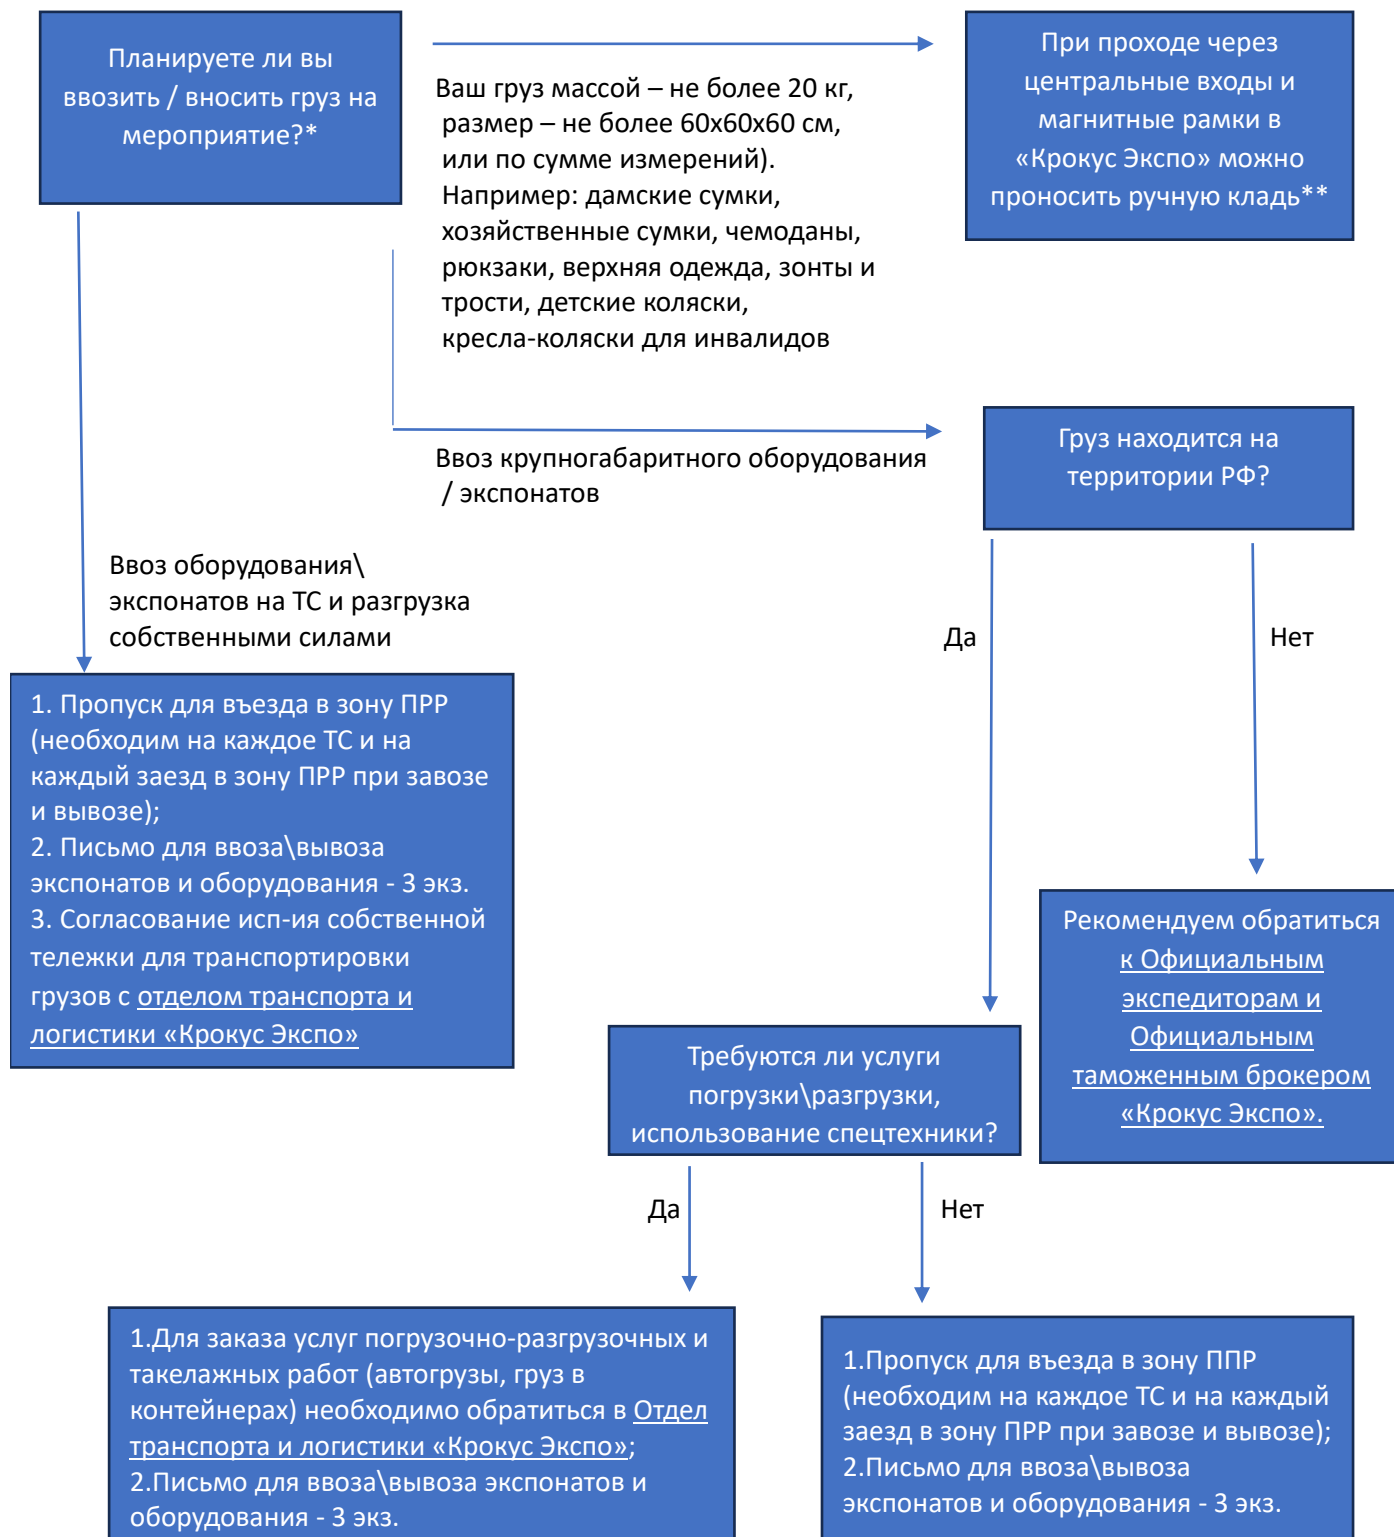 Планируете ли вы
ввозить / вносить груз на
мероприятие?*
Ваш груз массой – не более 20 кг,
размер – не более 60х60х60 см,
или по сумме измерений).
Например: дамские сумки,
хозяйственные сумки, чемоданы,
рюкзаки, верхняя одежда, зонты и
трости, детские коляски,
кресла-коляски для инвалидов
При проходе через
центральные входы и
магнитные рамки в
«Крокус Экспо» можно
проносить ручную кладь**
Ввоз крупногабаритного оборудования
/ экспонатов
Груз находится на
территории РФ?
Ввоз оборудования\
экспонатов на ТС и разгрузка
собственными силами
Да
Нет
1. Пропуск для въезда в зону ПРР
(необходим на каждое ТС и на
каждый заезд в зону ПРР при завозе
и вывозе);
2. Письмо для ввоза\вывоза
экспонатов и оборудования - 3 экз.
3. Согласование исп-ия собственной
тележки для транспортировки
грузов с отделом транспорта и
логистики «Крокус Экспо»
Рекомендуем обратиться
к Официальным
экспедиторам и
Официальным
таможенным брокером
«Крокус Экспо».
Требуются ли услуги
погрузки\разгрузки,
использование спецтехники?
Да
Нет
1.Для заказа услуг погрузочно-разгрузочных и
такелажных работ (автогрузы, груз в
контейнерах) необходимо обратиться в Отдел
транспорта и логистики «Крокус Экспо»;
2.Письмо для ввоза\вывоза экспонатов и
оборудования - 3 экз.
1.Пропуск для въезда в зону ППР
(необходим на каждое ТС и на каждый
заезд в зону ПРР при завозе и вывозе);
2.Письмо для ввоза\вывоза
экспонатов и оборудования - 3 экз.